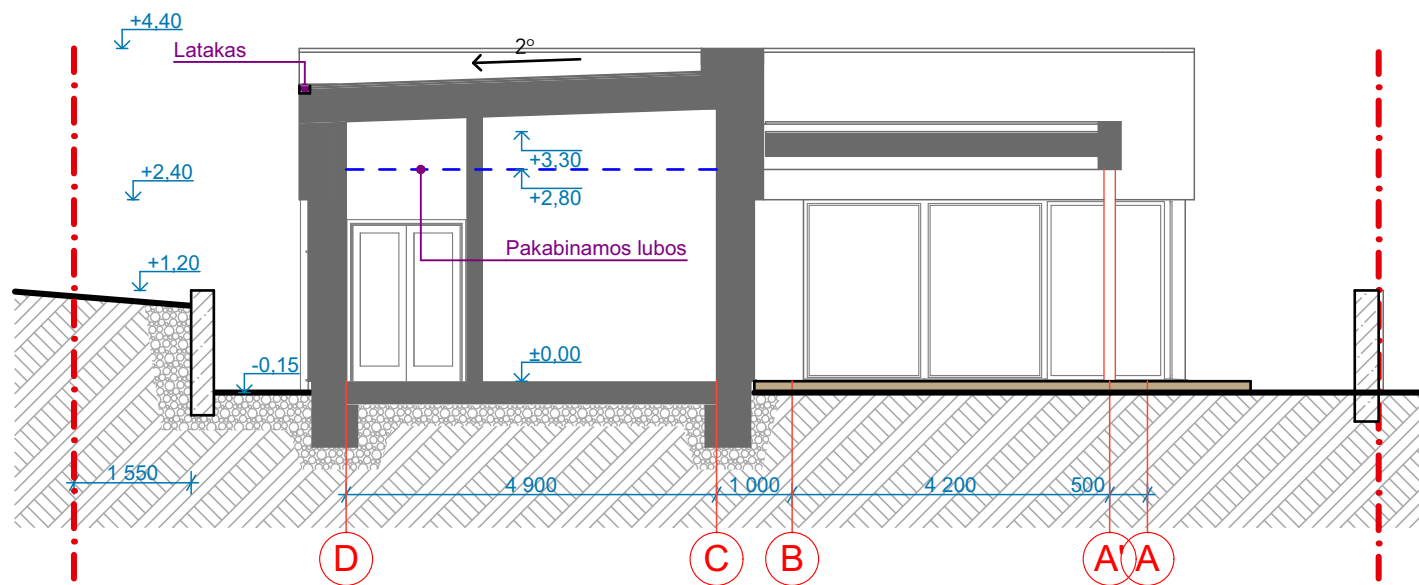 +4,40
Latakas
2°
+3,30
+2,40
+2,80
Pakabinamos lubos
+1,20
-0,15
±0,00
1 550
4 900
1 000
4 200
500
D
C
B
A'
A